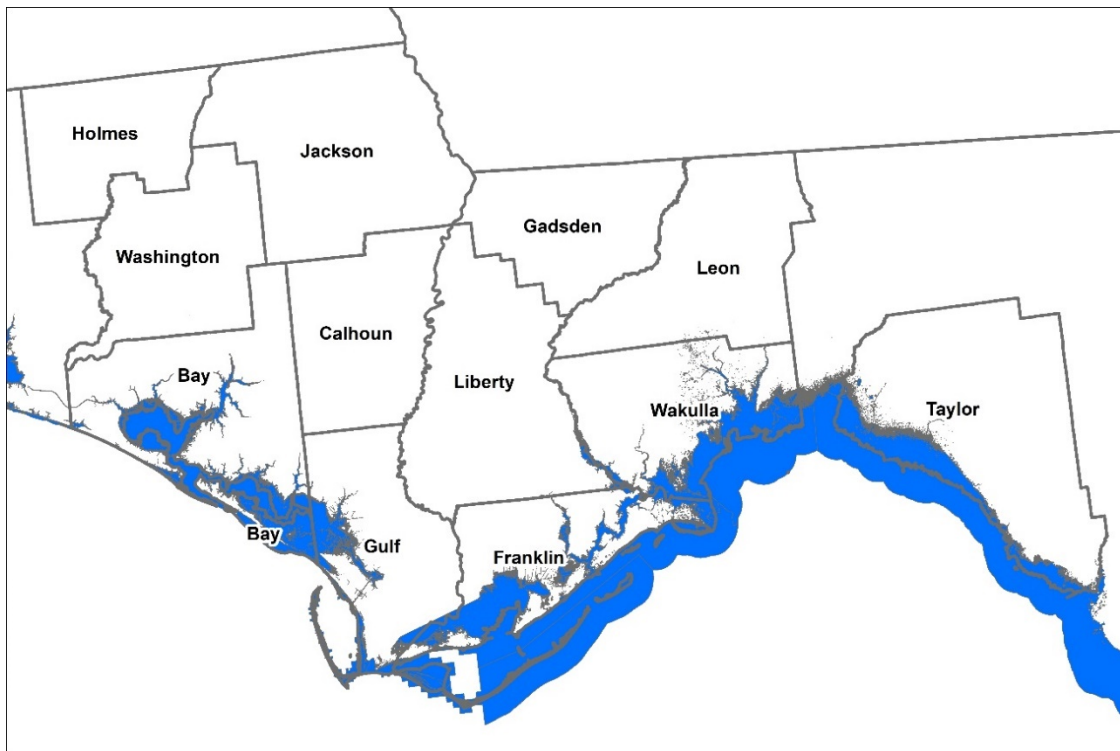 Holmes
Jackson
Gadsden
Washington
Leon
Calhoun
Bay
Liberty
Wakulla
Taylor
Bay
Gulf
Franklin